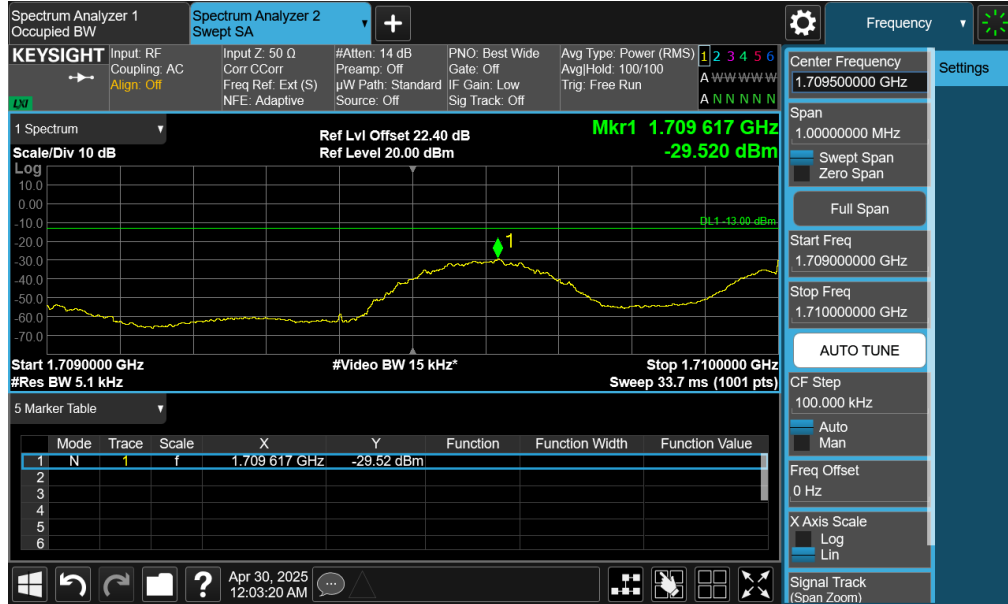 Spectrum Analyzer 1
Occupied BW
Spectrum Analyzer 2
Swept SA
Frequency
KEYSIGHT
LXI
Input: RF
Coupling: AC
Align: Off
Input Z: 50 Ω
Corr CCorr
Freq Ref: Ext (S)
NFE: Adaptive
#Atten: 14 dB
Preamp: Off
µW Path: Standard
Source: Off
PNO: Best Wide
Gate: Off
IF Gain: Low
Sig Track: Off
Avg Type: Power (RMS)
Avg|Hold: 100/100
Trig: Free Run
1 2 3 4 5 6
A W W W W W
A N N N N N
1 Spectrum
Scale/Div 10 dB
Ref Lvl Offset 22.40 dB
Ref Level 20.00 dBm
Mkr1 1.709 617 GHz
-29.520 dBm
Log
10.0
0.00
-10.0
-20.0
-30.0
-40.0
-50.0
-60.0
-70.0
DL1 -13.00 dBm
1
Start 1.7090000 GHz
#Video BW 15 kHz*
Stop 1.7100000 GHz
#Res BW 5.1 kHz
Sweep 33.7 ms (1001 pts)
5 Marker Table
Mode Trace Scale X Y Function Function Width Function Value
1 N 1 f 1.709 617 GHz -29.52 dBm
2
3
4
5
6
Center Frequency
1.709500000 GHz
Span
1.00000000 MHz
Swept Span
Zero Span
Full Span
Start Freq
1.709000000 GHz
Stop Freq
1.710000000 GHz
AUTO TUNE
CF Step
100.000 kHz
Auto
Man
Freq Offset
0 Hz
X Axis Scale
Log
Lin
Signal Track
(Span Zoom)
Settings
?
Apr 30, 2025
12:03:20 AM